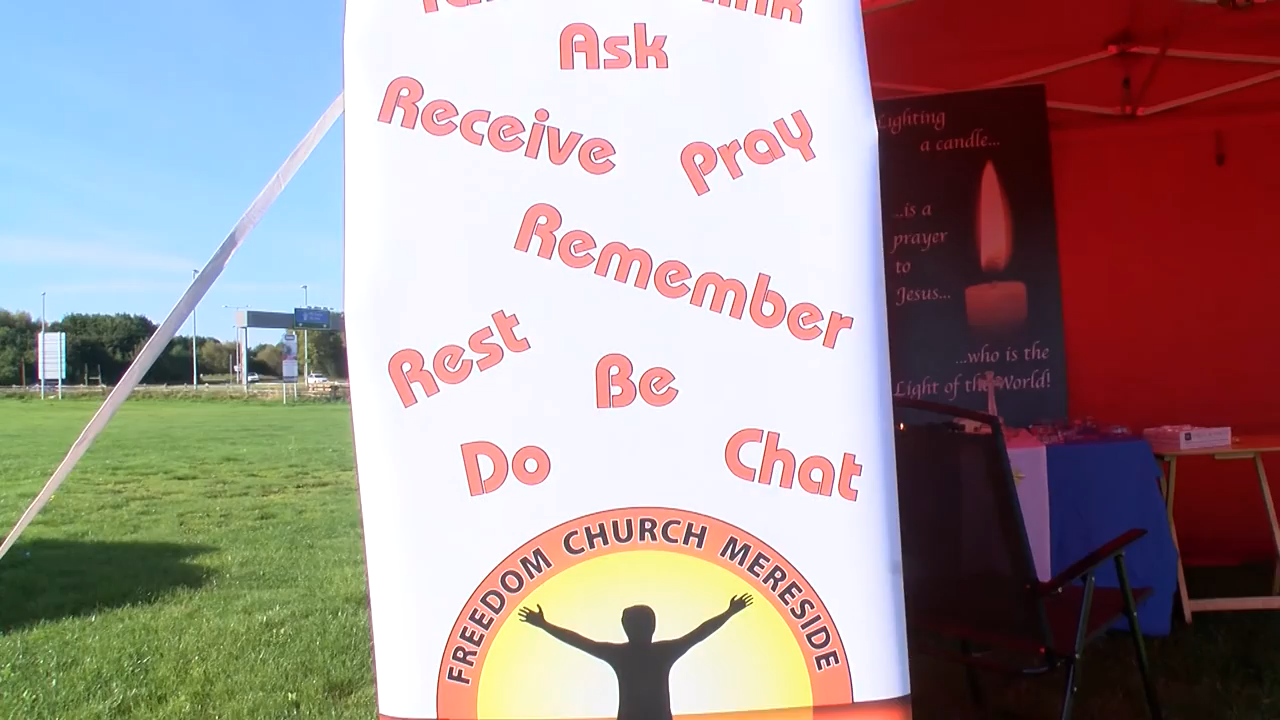 Ask
Receive
Pray
Remember
Rest
Be
Do
Chat
FREEDOM CHURCH MERESIDE
Lighting
a candle...
...is a
prayer
to
Jesus...
...who is the
Light of the World!